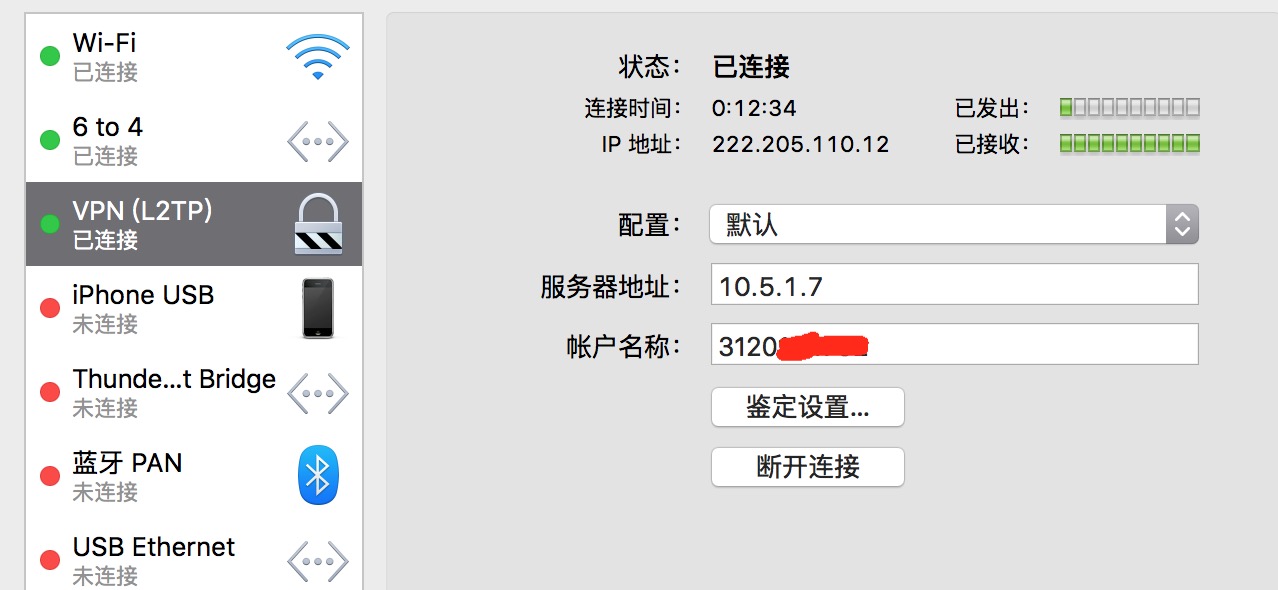 Wi-Fi
已连接
6 to 4
已连接
VPN (L2TP)
已连接
iPhone USB
未连接
Thunde...t Bridge
未连接
蓝牙 PAN
未连接
USB Ethernet
未连接
状态： 已连接
连接时间： 0:12:34 已发出：
IP 地址： 222.205.110.12 已接收：
配置： 默认
服务器地址： 10.5.1.7
帐户名称： 3120
鉴定设置...
断开连接